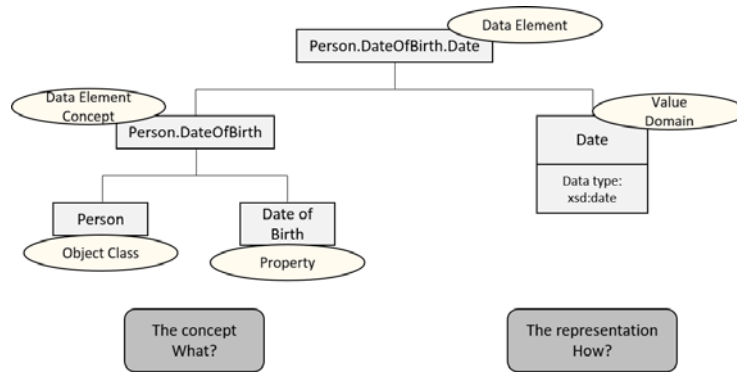 Data Element
Person.DateOfBirth.Date
Data Element
Concept
Person.DateOfBirth
Value
Domain
Date
Data type:
xsd:date
Person
Object Class
Date of
Birth
Property
The concept
What?
The representation
How?